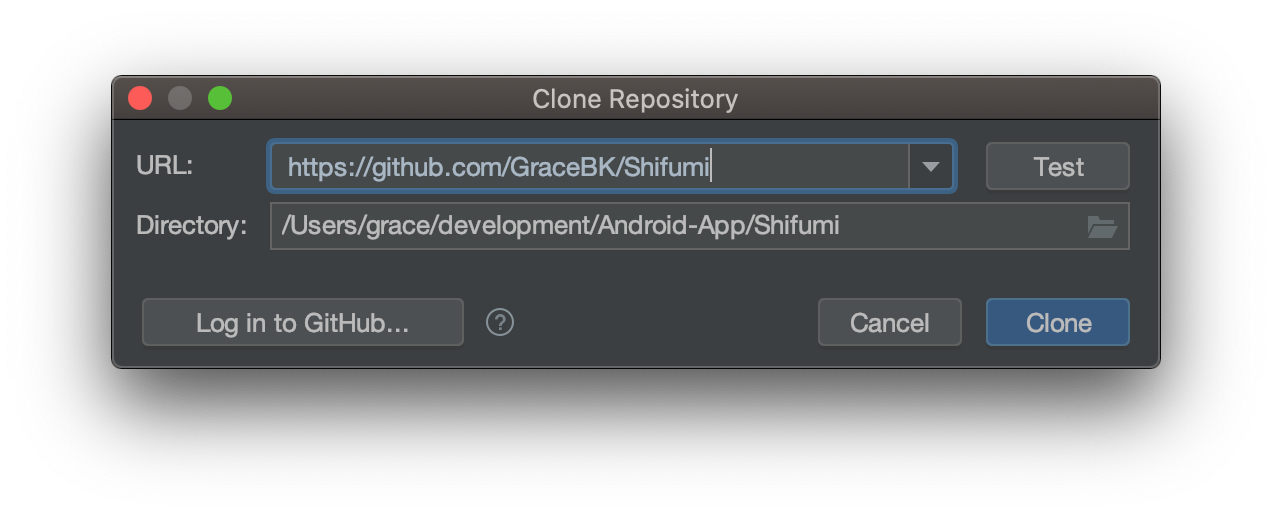 Clone Repository
URL: https://github.com/GraceBK/Shifumi Test
Directory: /Users/grace/development/Android-App/Shifumi
Log in to GitHub... ? Cancel Clone